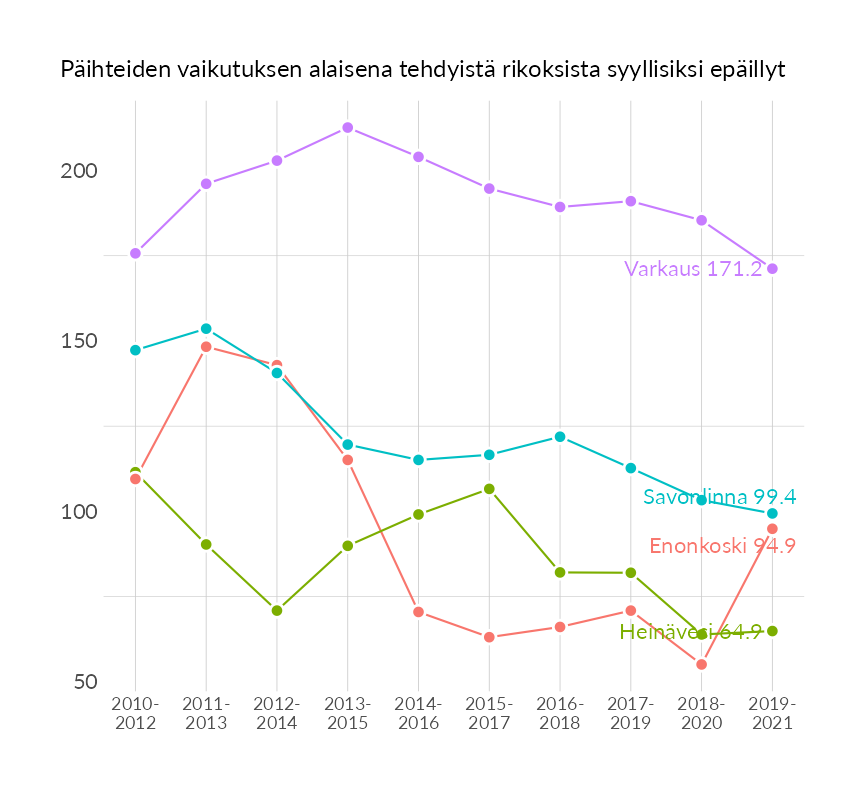 Päihteiden vaikutuksen alaisena tehdyistä rikoksista syyllisiksi epäillyt
200
Varkaus 171.2
150
Savonlinna 99.4
100
Enonkoski 94.9
Heinävesi 64.9
50
2010- 2011- 2012- 2013- 2014- 2015- 2016- 2017- 2018- 2019-
2012 2013 2014 2015 2016 2017 2018 2019 2020 2021